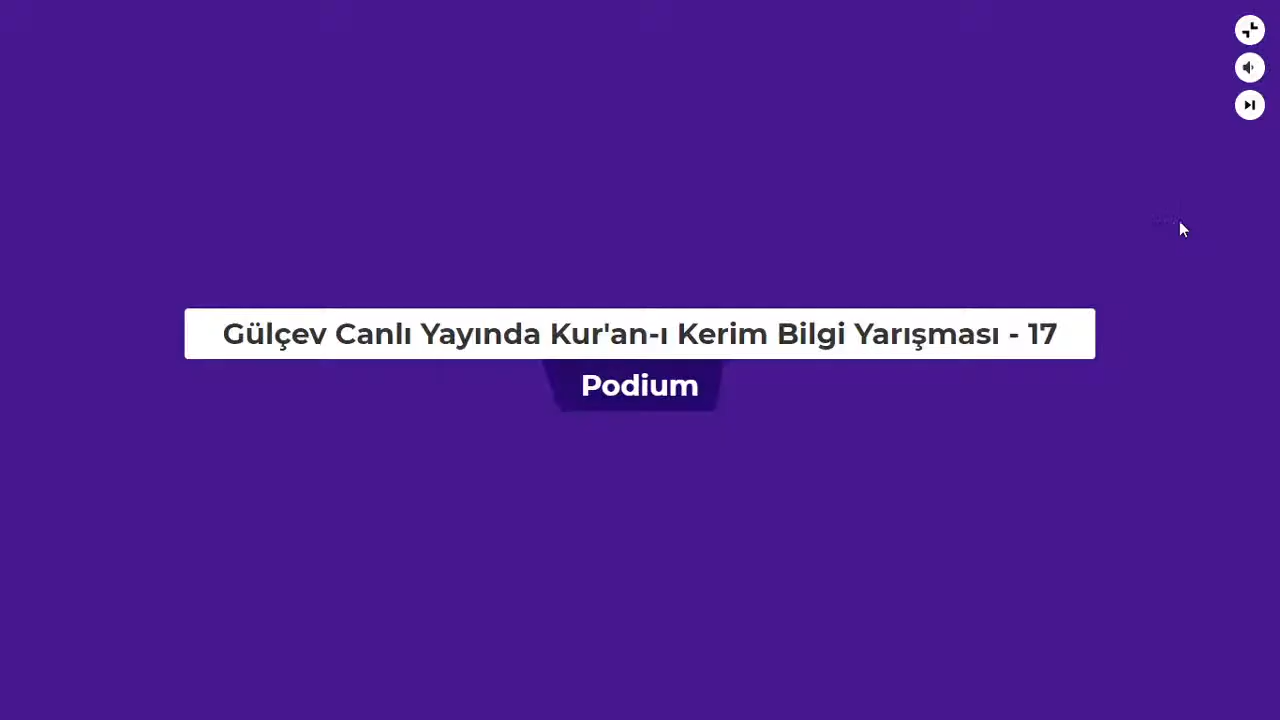 Gülçev Canlı Yayında Kur'an-ı Kerim Bilgi Yarışması - 17
Podium